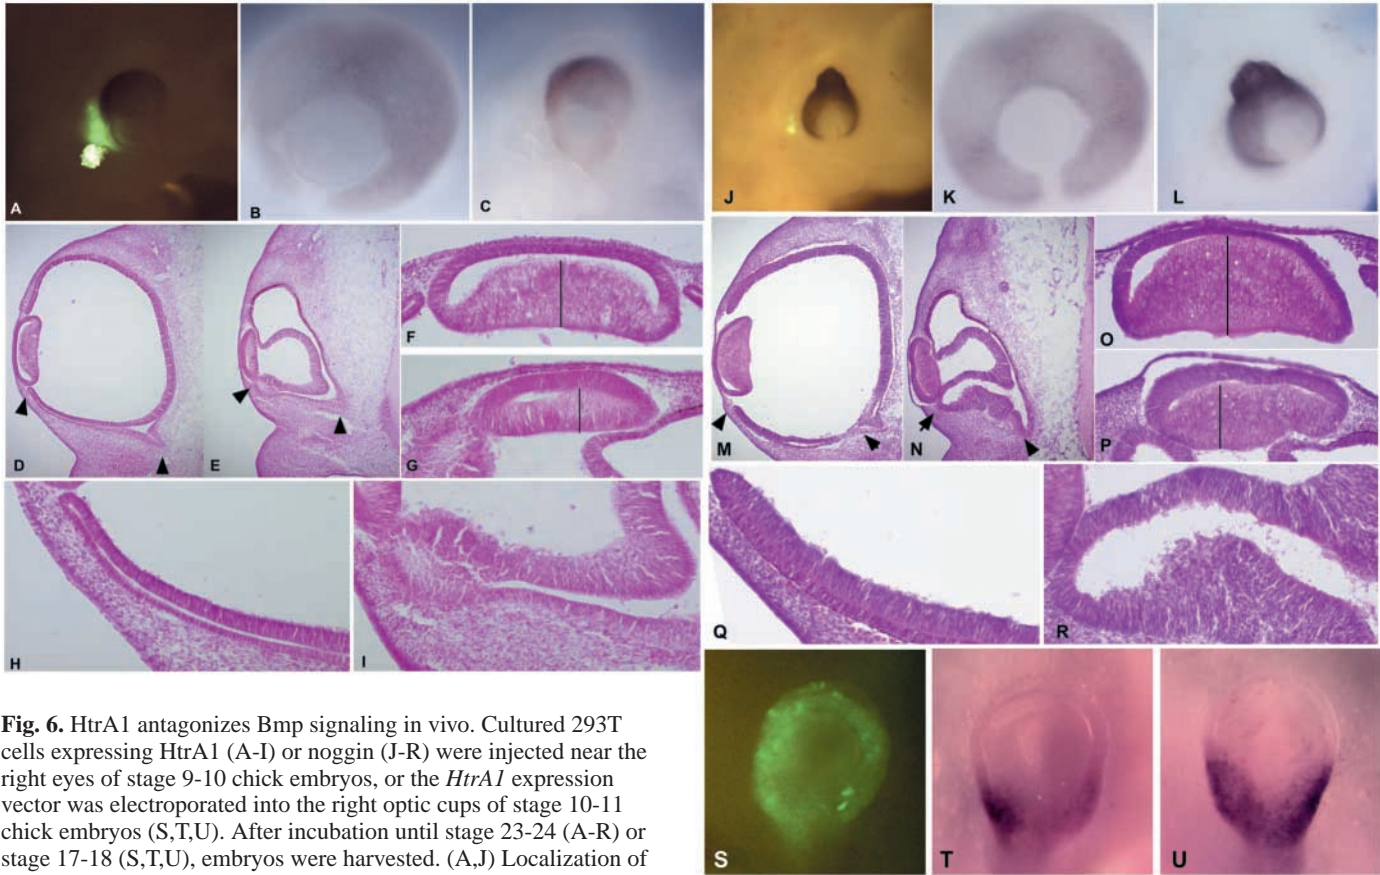 A
B
C
J
K
L
D
E
F
G
M
N
O
P
H
I
Q
R
S
T
U
Fig. 6. HtrA1 antagonizes Bmp signaling in vivo. Cultured 293T
cells expressing HtrA1 (A-I) or noggin (J-R) were injected near the
right eyes of stage 9-10 chick embryos, or the HtrA1 expression
vector was electroporated into the right optic cups of stage 10-11
chick embryos (S,T,U). After incubation until stage 23-24 (A-R) or
stage 17-18 (S,T,U), embryos were harvested. (A,J) Localization of